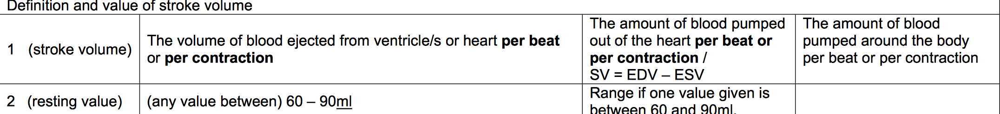 Definition and value of stroke volume
1 (stroke volume)
The volume of blood ejected from ventricle/s or heart per beat
or per contraction
The amount of blood pumped
out of the heart per beat or
per contraction /
SV = EDV – ESV
The amount of blood
pumped around the body
per beat or per contraction
2 (resting value)
(any value between) 60 – 90ml
Range if one value given is
between 60 and 90ml.